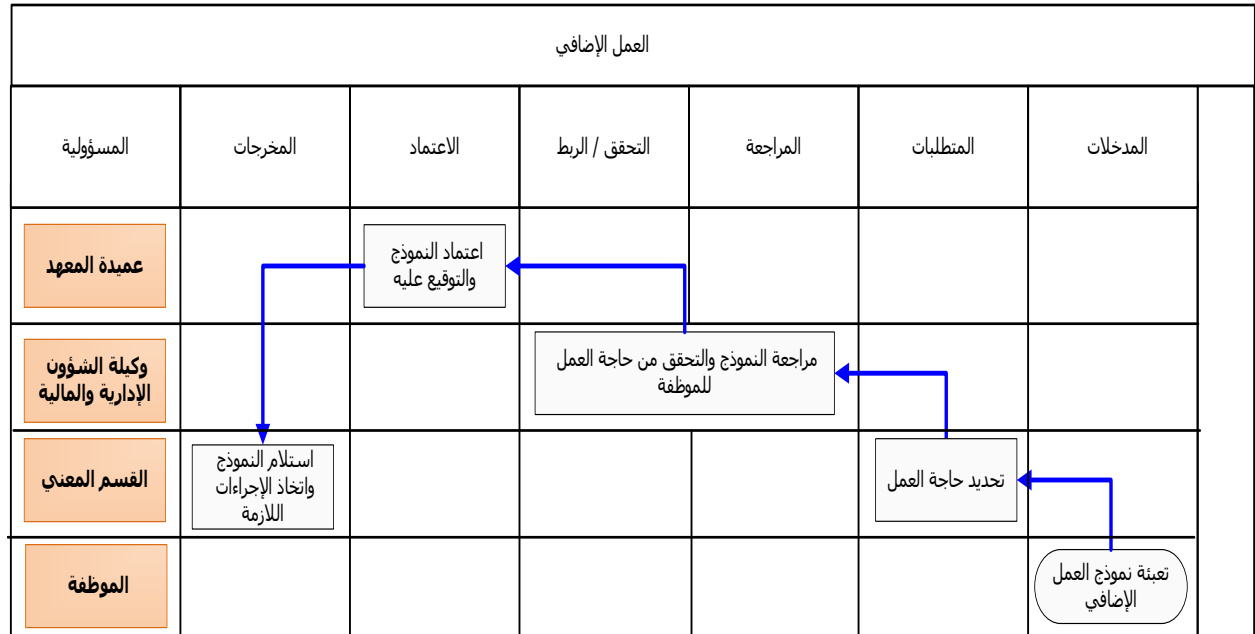 العمل الإضافي
المدخلات
المتطلبات
المراجعة
التحقق / الربط
الاعتماد
المخرجات
المسؤولية
اعتماد النموذج
والتوقيع عليه
عميدة المعهد
مراجعة النموذج والتحقق من حاجة العمل
للموظفة
وكيلة الشؤون
الإدارية والمالية
تحديد حاجة العمل
استلام النموذج
واتخاذ الإجراءات
اللازمة
القسم المعني
تعبئة نموذج العمل
الإضافي
الموظفة